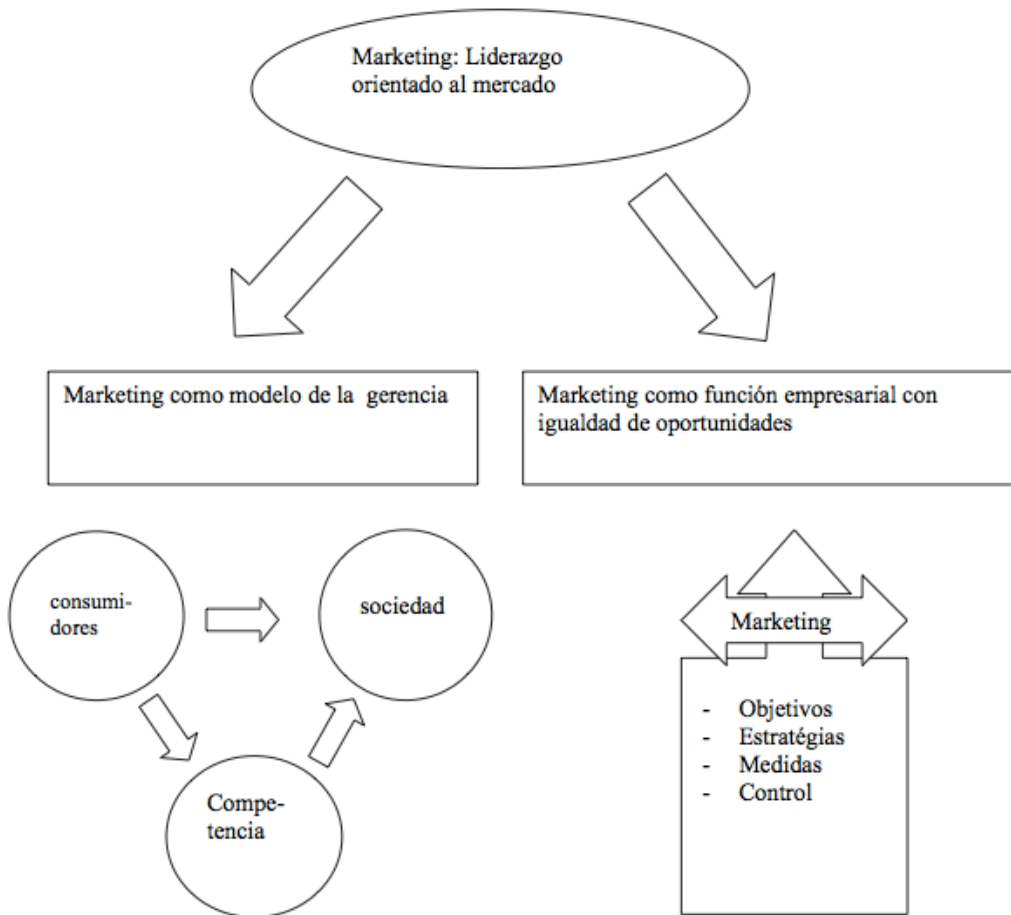 Marketing: Liderazgo
orientado al mercado
Marketing como modelo de la  gerencia
Marketing como función empresarial con
igualdad de oportunidades
consumi-
dores
sociedad
Compe-
tencia
Marketing
- Objetivos
- Estratégias
- Medidas
- Control